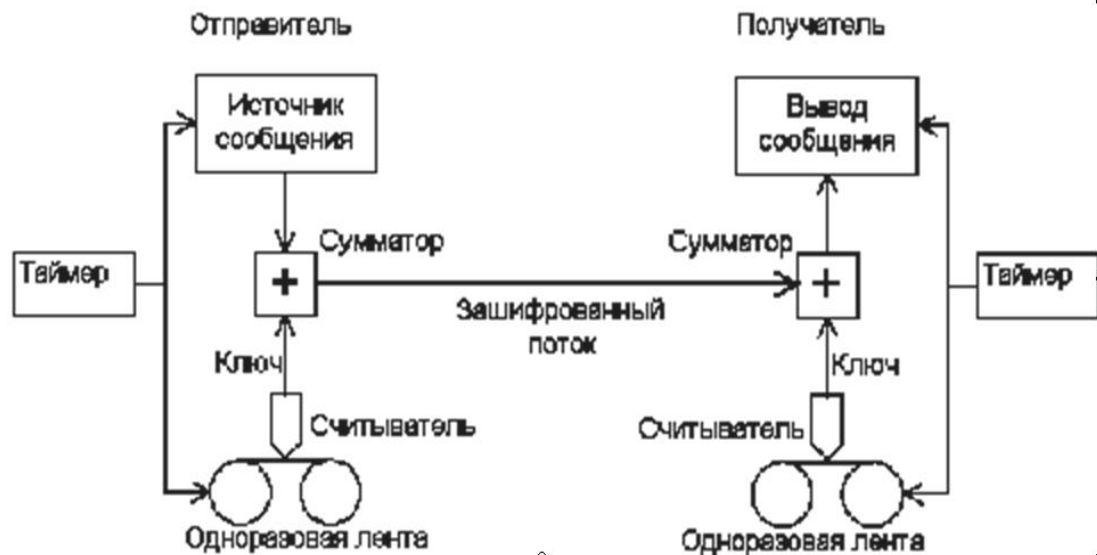 Отправитель
Получатель
Источник
сообщения
Вывод
сообщения
Сумматор
Сумматор
Таймер
Таймер
+
+
Зашифрованный
поток
Ключ
Ключ
Считыватель
Считыватель
Одноразовая лента
Одноразовая лента